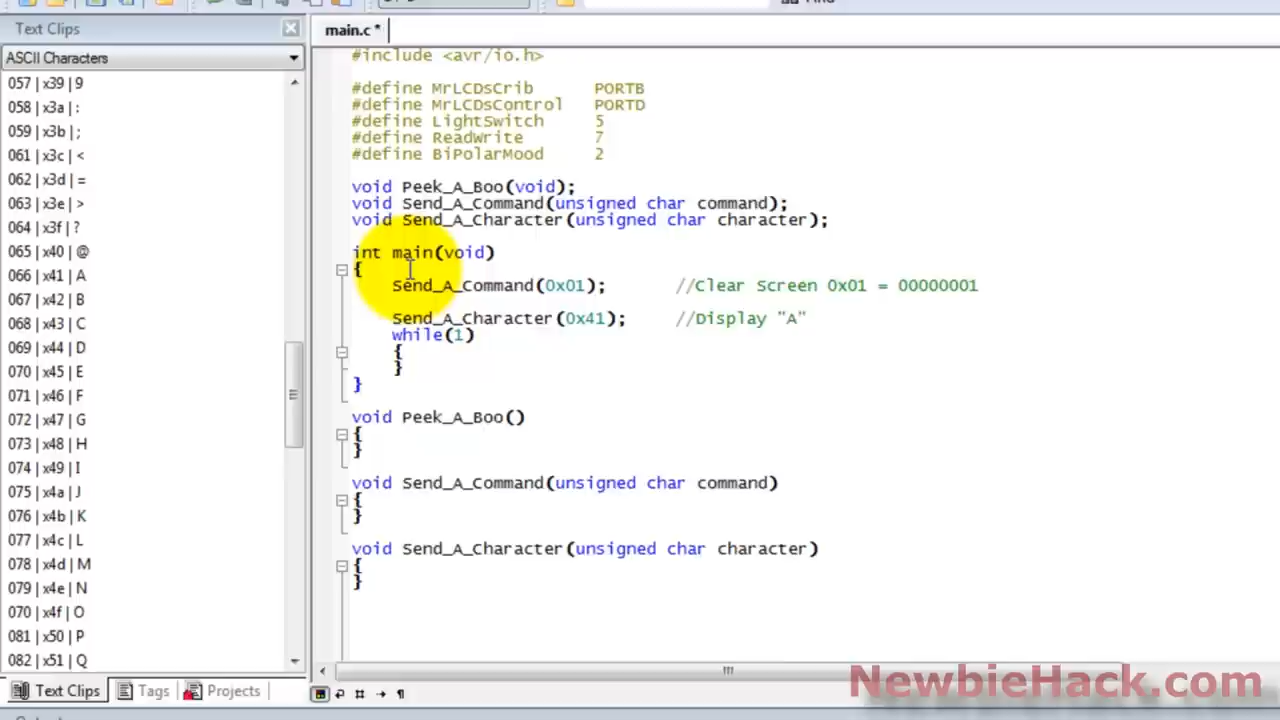 Text Clips
main.c *
ASCII Characters
057 | x39 | 9
058 | x3a | :
059 | x3b | ;
061 | x3c | <
062 | x3d | =
063 | x3e | >
064 | x3f | ?
065 | x40 | @
066 | x41 | A
067 | x42 | B
068 | x43 | C
069 | x44 | D
070 | x45 | E
071 | x46 | F
072 | x47 | G
073 | x48 | H
074 | x49 | I
075 | x4a | J
076 | x4b | K
077 | x4c | L
078 | x4d | M
079 | x4e | N
070 | x4f | O
081 | x50 | P
082 | x51 | Q
Text Clips
Tags
Projects
#include <avr/io.h>
#define MrLCDsCrib PORTB
#define MrLCDsControl PORTD
#define LightSwitch 5
#define ReadWrite 7
#define BiPolarMood 2
void Peek_A_Boo(void);
void Send_A_Command(unsigned char command);
void Send_A_Character(unsigned char character);
int main(void)
{
Send_A_Command(0x01); //Clear Screen 0x01 = 00000001
Send_A_Character(0x41); //Display "A"
while(1)
{
}
}
void Peek_A_Boo()
{
}
void Send_A_Command(unsigned char command)
{
}
void Send_A_Character(unsigned char character)
{
}
NewbieHack.com